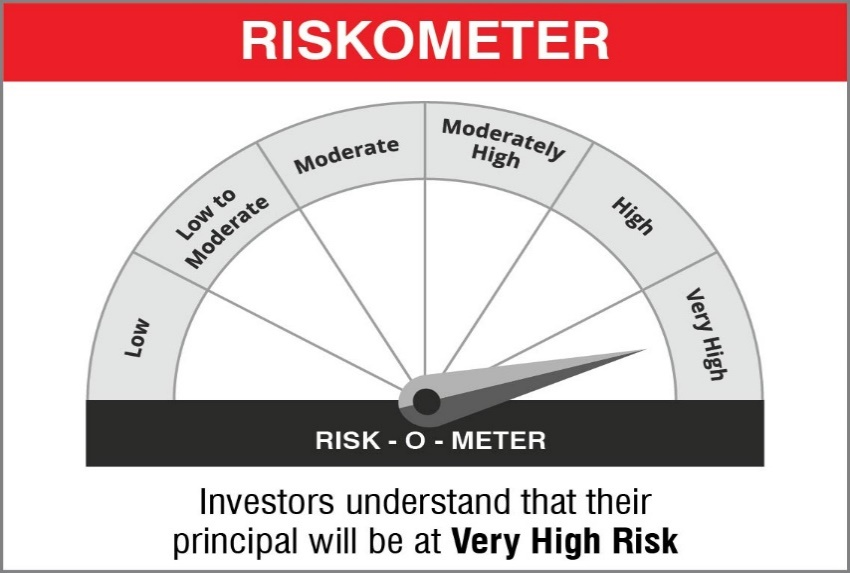 RISKOMETER
Low
Low to
Moderate
Moderate
Moderately
High
High
Very High
RISK - O - METER
Investors understand that their
principal will be at Very High Risk